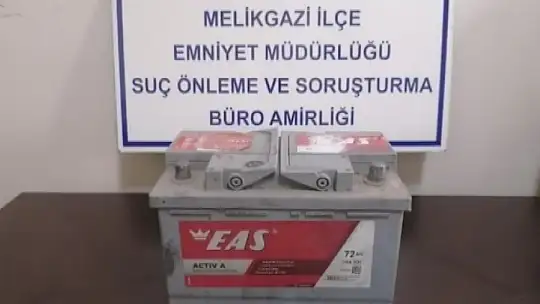 MELİKGAZİ İLÇE
EMNİYET MÜDÜRLÜĞÜ
SUÇ ÖNLEME VE SORUŞTURMA
BÜRO AMİRLİĞİ
EAS
ACTIV A
72